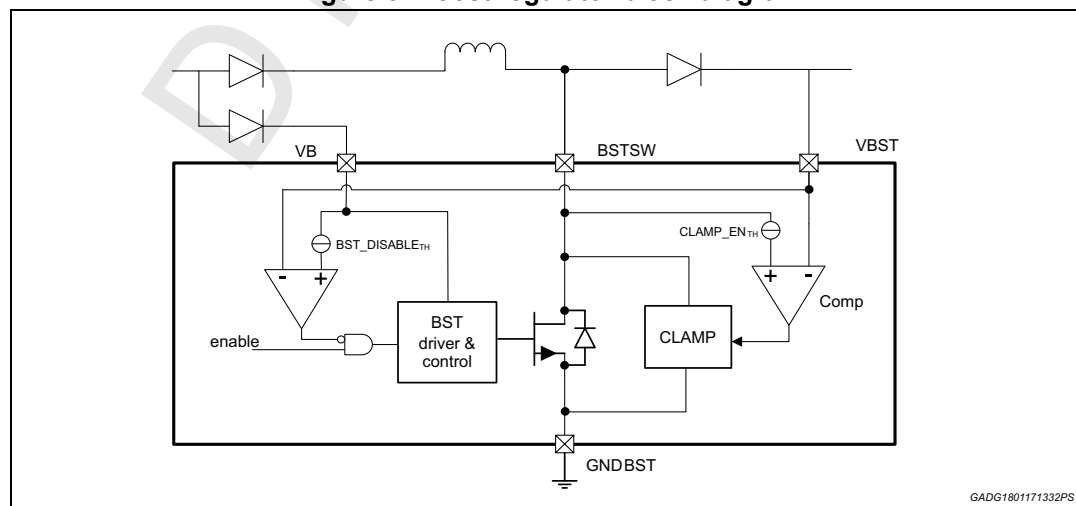 VB
BSTSW
VBST
BST_DISABLETH
CLAMP_ENTH
- +
+ -
Comp
enable
BST
driver &
control
CLAMP
GNDBST
GADG1801171332PS